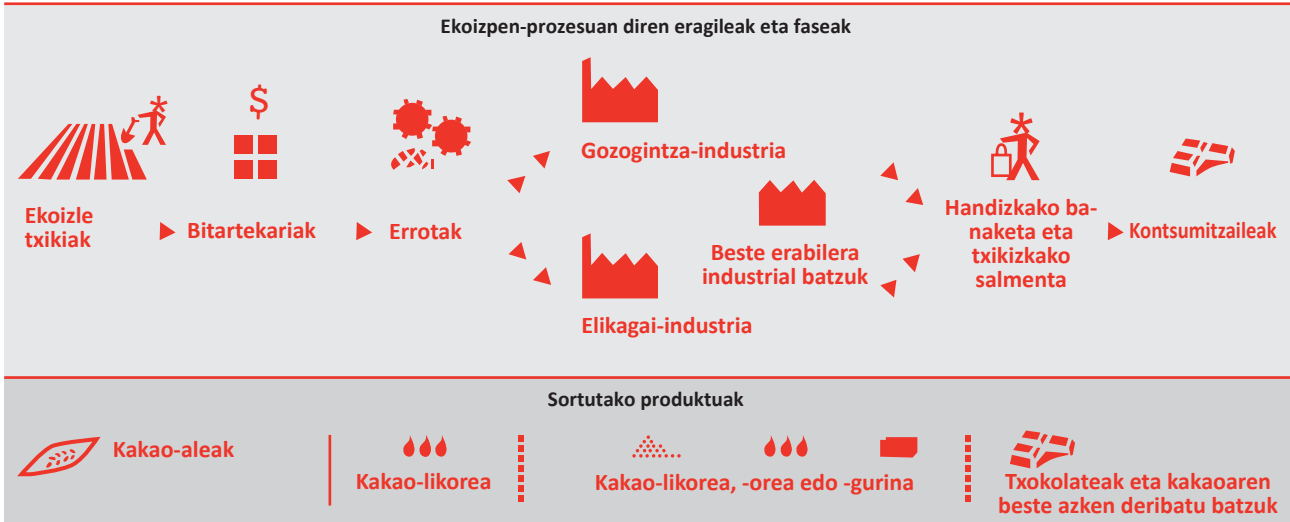 Ekoizpen-prozesuan diren eragileak eta faseak
$
Ekoizle
txikiak
Bitartekariak
Errotak
Gozogintza-industria
Elikagai-industria
Beste erabilera
industrial batzuk
Handizkako ba-
naketa eta
txikizkako
salmenta
Kontsumitzaileak
Sortutako produktuak
Kakao-aleak
Kakao-likorea
Kakao-likorea, -orea edo -gurina
Txokolateak eta kakaoaren
beste azken deribatu batzuk